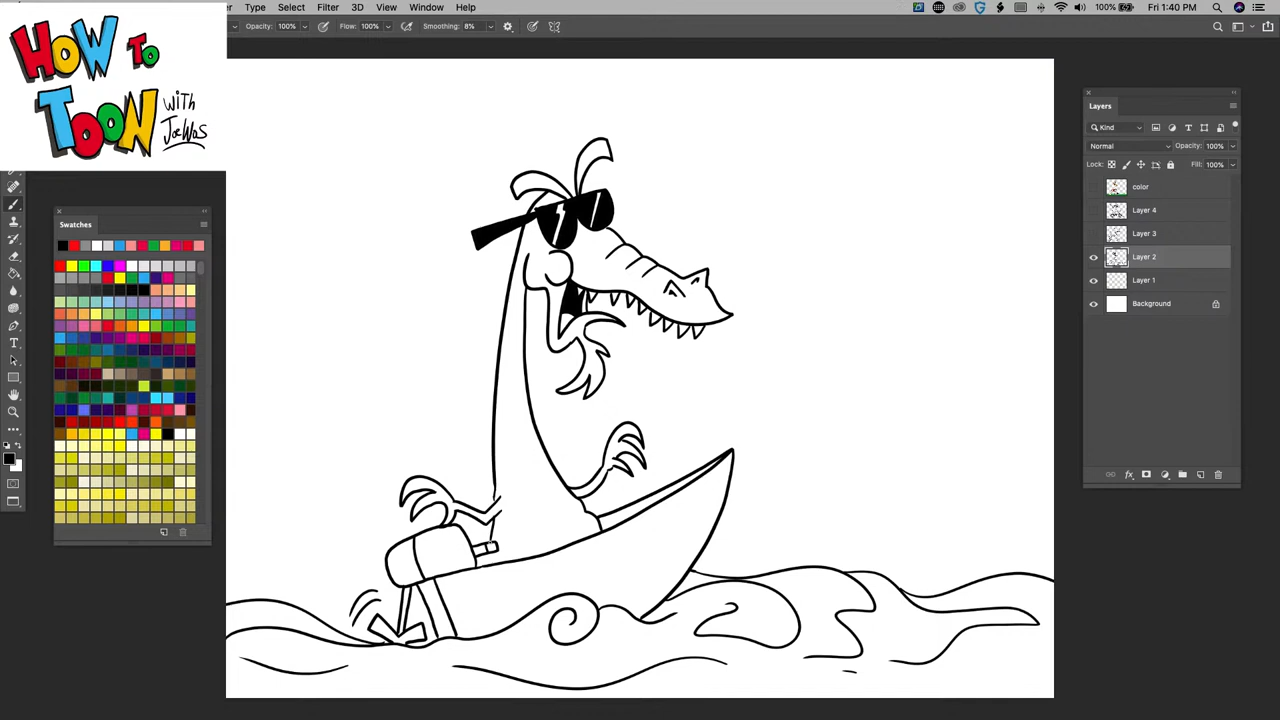 Type Select Filter 3D View Window Help
100% Fri 1:40 PM
Opacity: 100% Flow: 100% Smoothing: 8%
HOW TO
TOON
WITH
JOEWOS
Swatches
Layers
Kind
Normal Opacity: 100%
Lock: Fill: 100%
color
Layer 4
Layer 3
Layer 2
Layer 1
Background